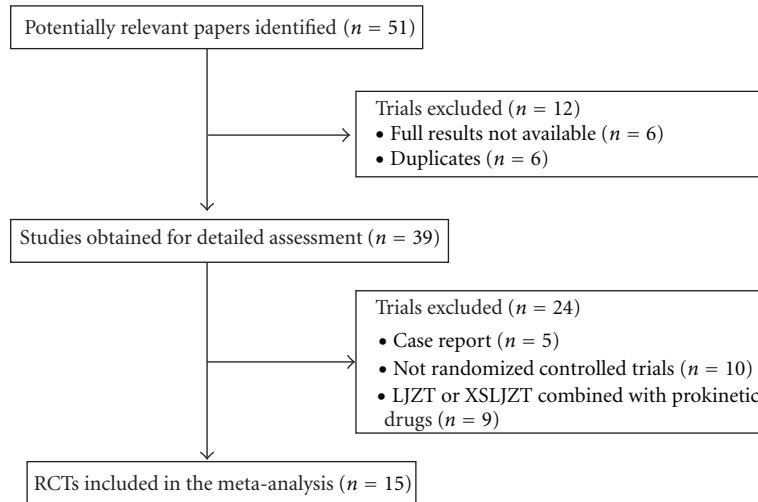 Potentially relevant papers identified (n = 51)
Trials excluded (n = 12)
• Full results not available (n = 6)
• Duplicates (n = 6)
Studies obtained for detailed assessment (n = 39)
Trials excluded (n = 24)
• Case report (n = 5)
• Not randomized controlled trials (n = 10)
• LJZT or XSLJZT combined with prokinetic
drugs (n = 9)
RCTs included in the meta-analysis (n = 15)